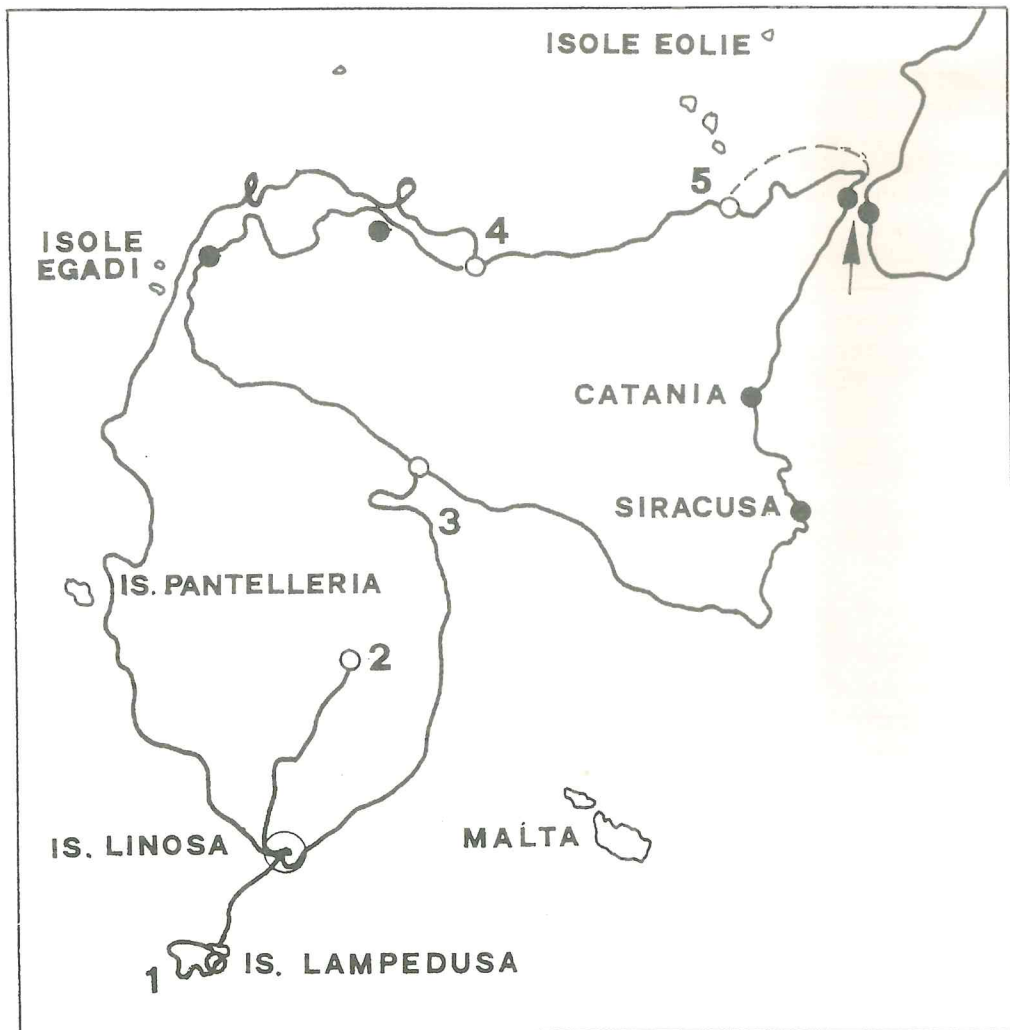 ISOLE EOLIE
5
4
ISOLE
EGADI
CATANIA
SIRACUSA
3
IS. PANTELLERIA
2
IS. LINOSA
MALTA
1
IS. LAMPEDUSA